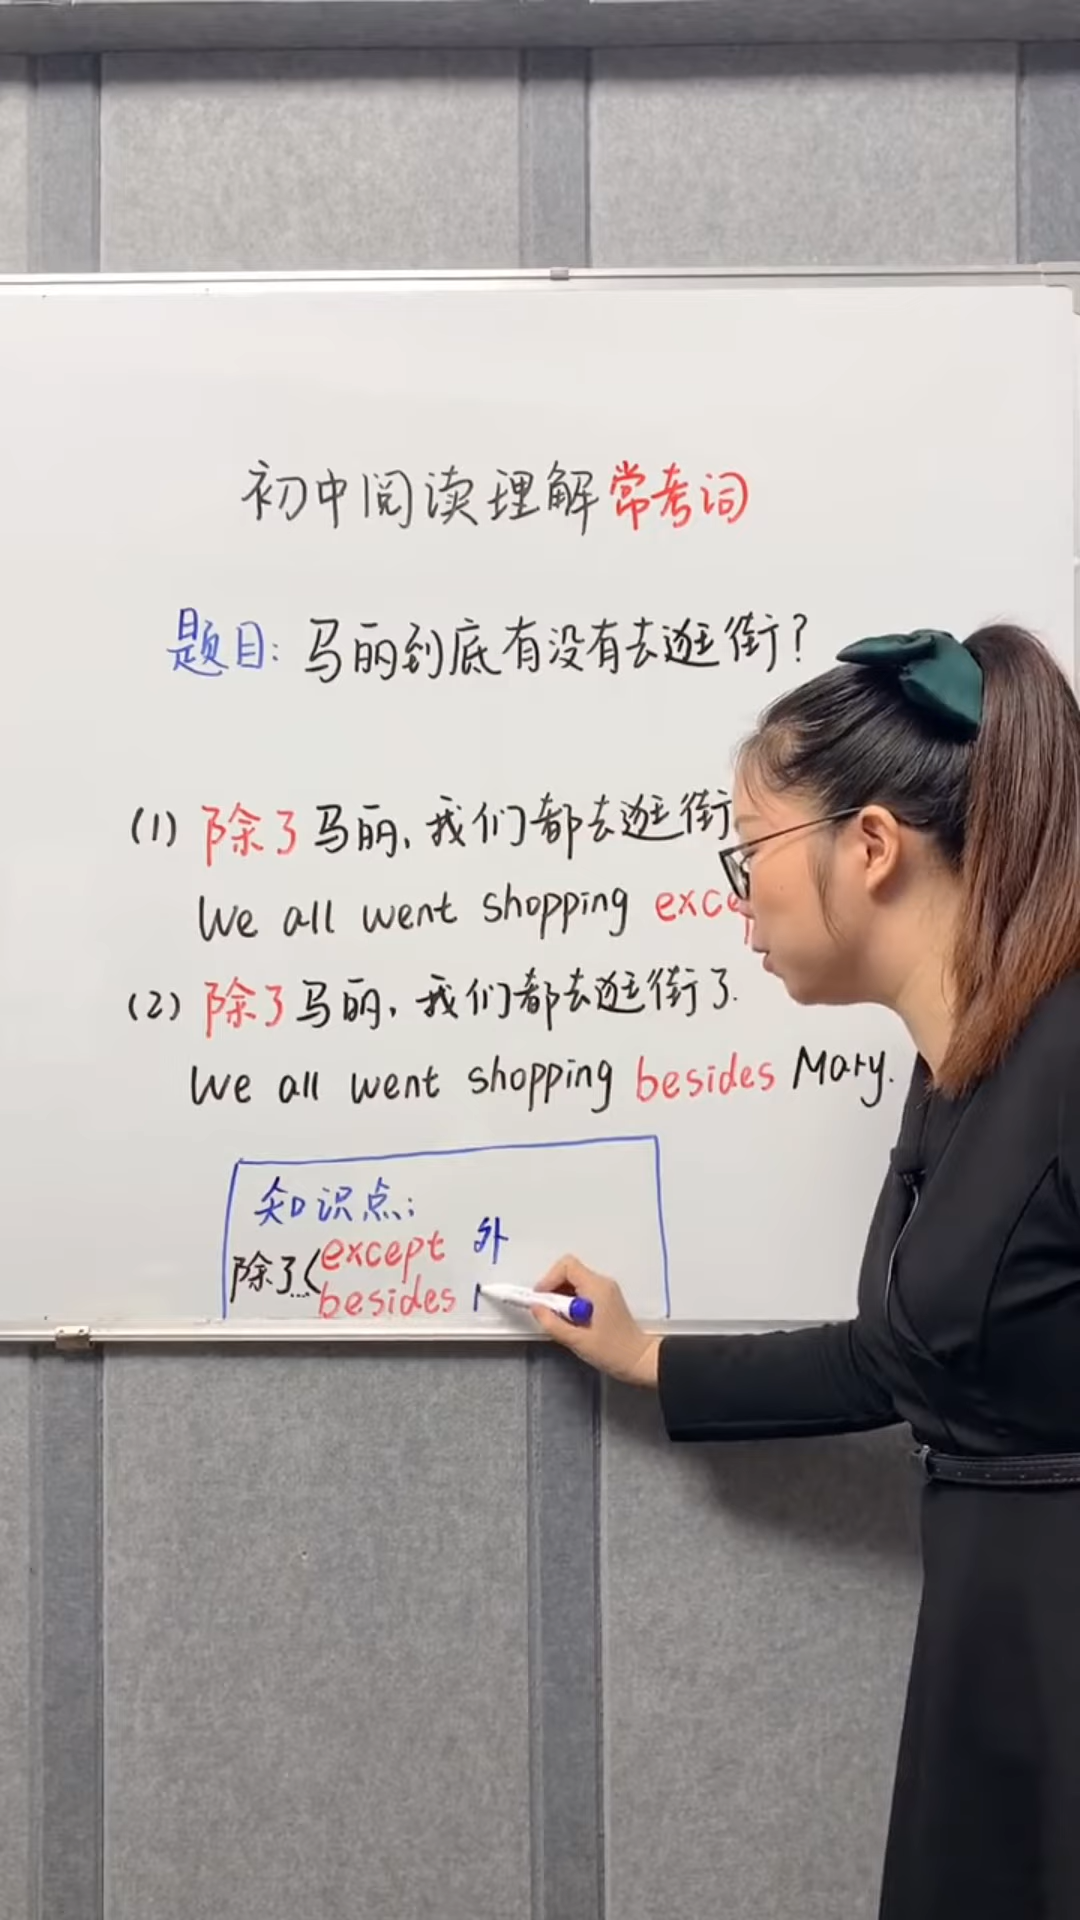 初中阅读理解常考词
题目：马丽到底有没有去逛街？
(1) 除了马丽，我们都去逛街
We all went shopping exce
(2) 除了马丽，我们都去逛街了.
We all went shopping besides Mary.
知识点：
除了...
except 外
besides